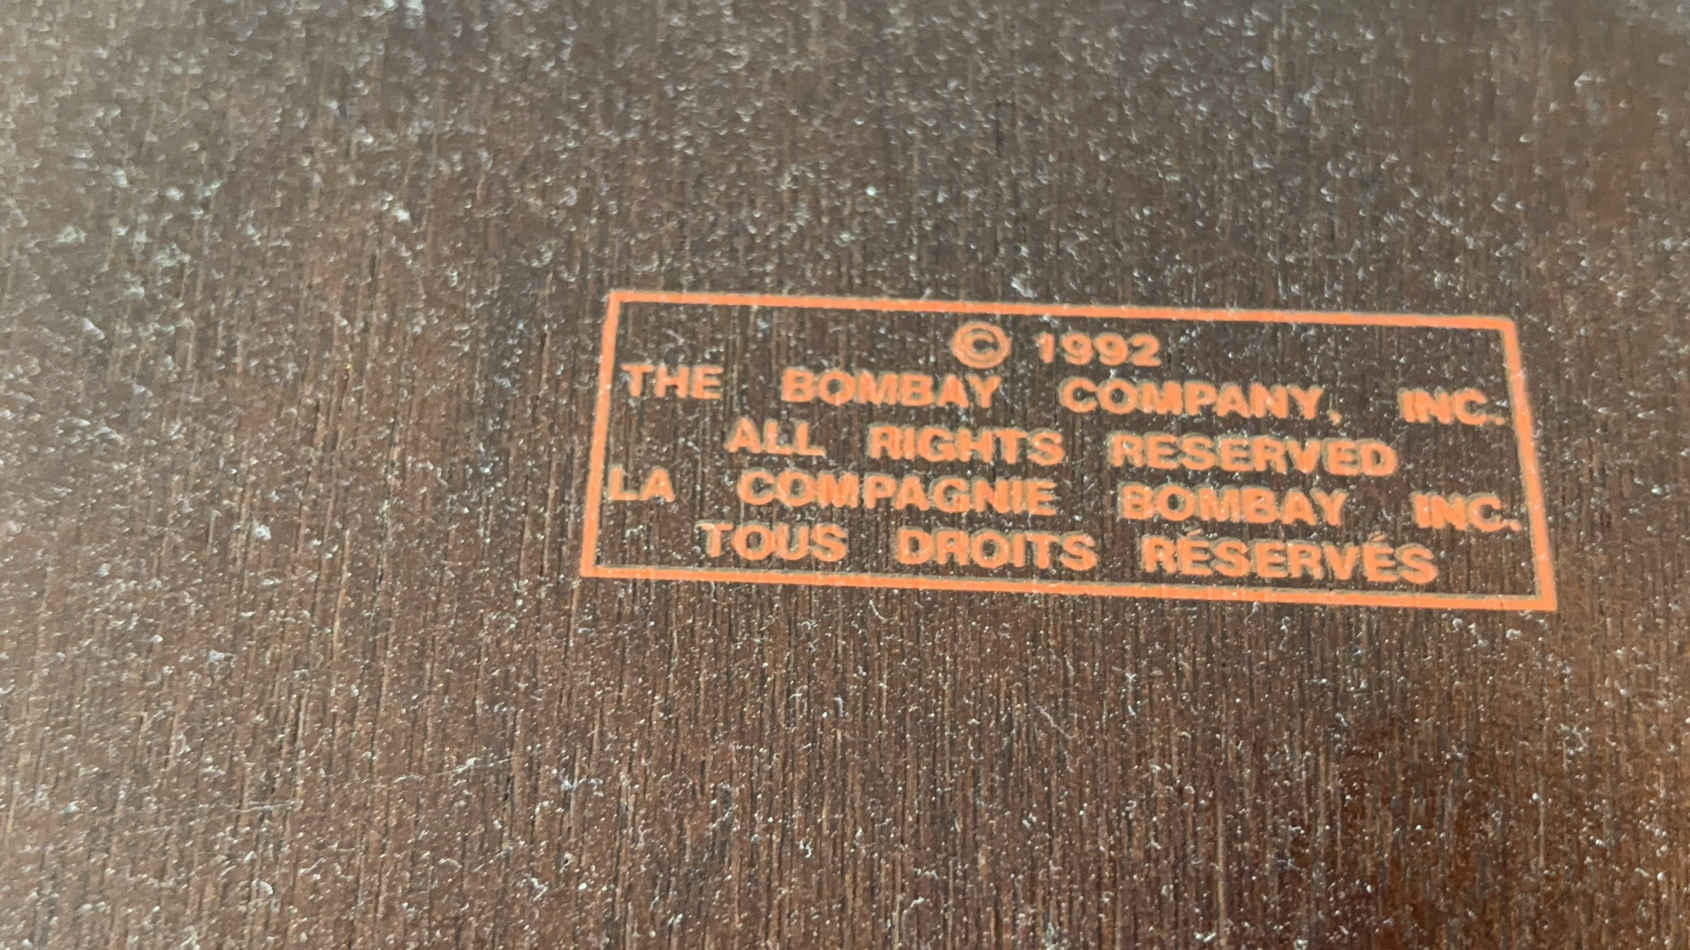 © 1992
THE BOMBAY COMPANY, INC.
ALL RIGHTS RESERVED
LA COMPAGNIE BOMBAY INC.
TOUS DROITS RÉSERVÉS